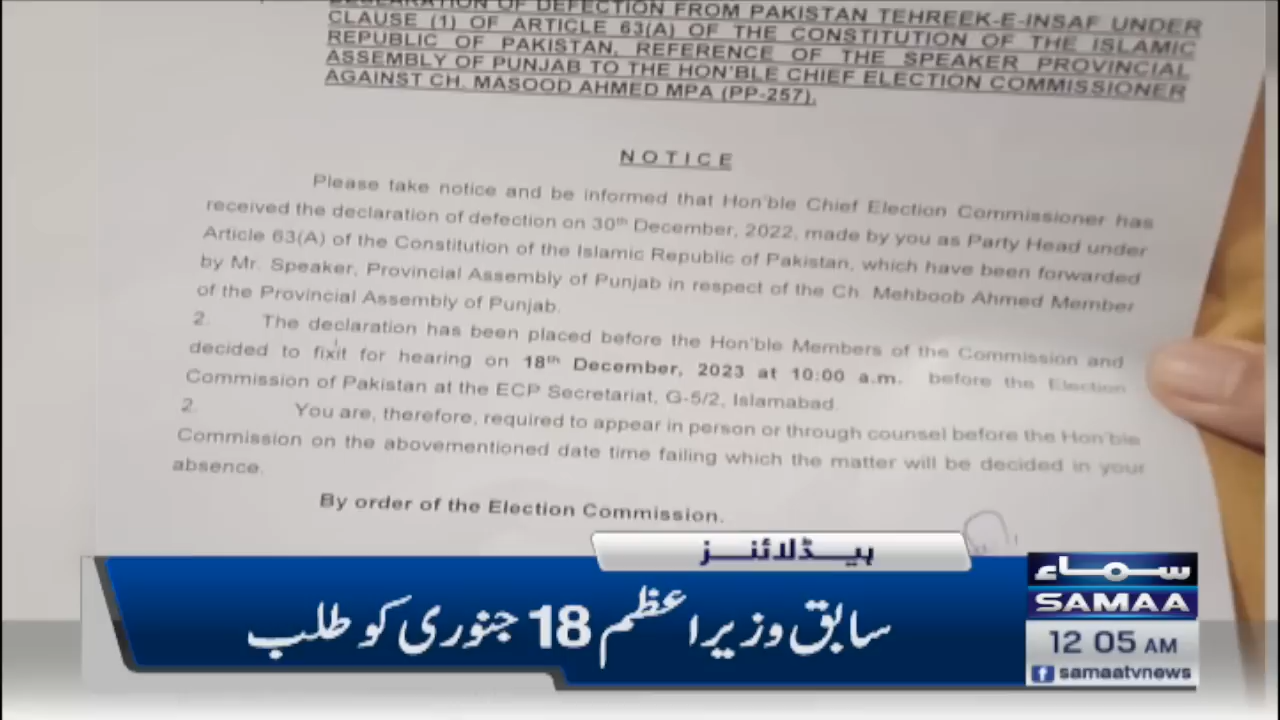 DECLARATION OF DEFECTION FROM PAKISTAN TEHREEK-E-INSAF UNDER
CLAUSE (1) OF ARTICLE 63(A) OF THE CONSTITUTION OF THE ISLAMIC
REPUBLIC OF PAKISTAN, REFERENCE OF THE SPEAKER PROVINCIAL
ASSEMBLY OF PUNJAB TO THE HON'BLE CHIEF ELECTION COMMISSIONER
AGAINST CH. MASOOD AHMED MPA (PP-257).
NOTICE
Please take notice and be informed that Hon'ble Chief Election Commissioner has
received the declaration of defection on 30th December, 2022, made by you as Party Head under
Article 63(A) of the Constitution of the Islamic Republic of Pakistan, which have been forwarded
by Mr. Speaker, Provincial Assembly of Punjab in respect of the Ch. Mehboob Ahmed Member
of the Provincial Assembly of Punjab.
2. The declaration has been placed before the Hon'ble Members of the Commission and
decided to fixit for hearing on 18th December, 2023 at 10:00 a.m. before the Election
Commission of Pakistan at the ECP Secretariat, G-5/2, Islamabad.
2. You are, therefore, required to appear in person or through counsel before the Hon'ble
Commission on the abovementioned date time failing which the matter will be decided in your
absence.
By order of the Election Commission.
ہیڈلائنز
سابق وزیراعظم 18 جنوری کو طلب
سماء
SAMAA
12 05 AM
samaatvnews